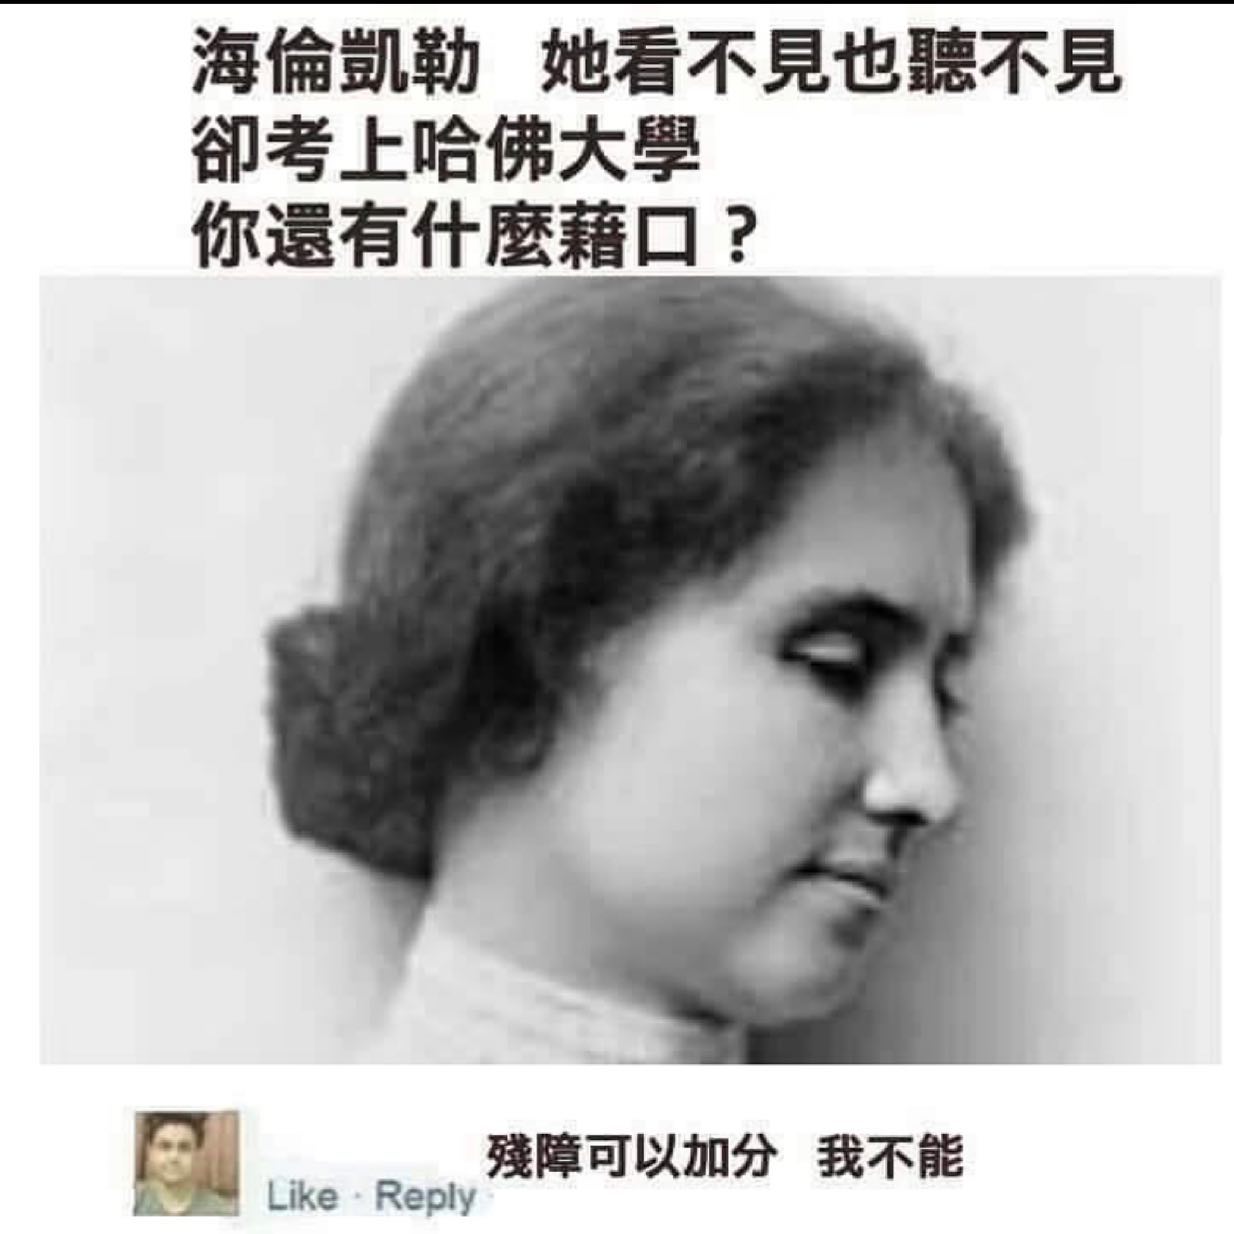 海倫凱勒 她看不見也聽不見
卻考上哈佛大學
你還有什麼藉口？
殘障可以加分 我不能
Like · Reply ·